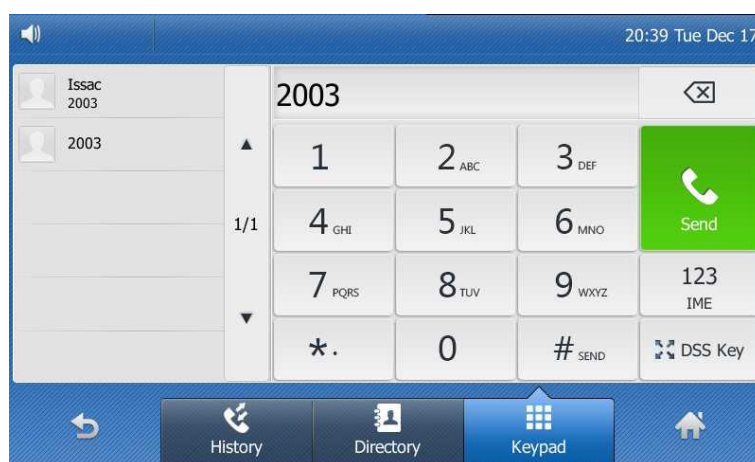 20:39 Tue Dec 17
Issac
2003
2003
1/1
2003
1
2 ABC
3 DEF
Send
4 GHI
5 JKL
6 MNO
7 PQRS
8 TUV
9 WXYZ
123
IME
*.
0
# SEND
DSS Key
History
Directory
Keypad